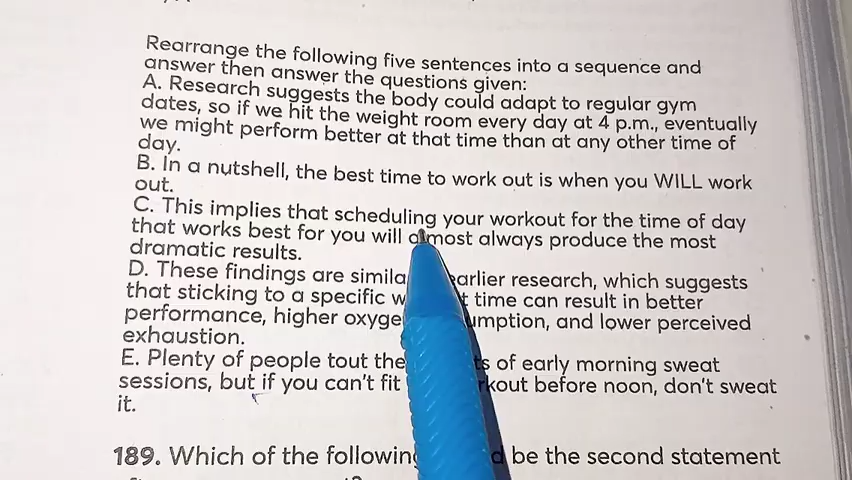 Rearrange the following five sentences into a sequence and
answer then answer the questions given:
A. Research suggests the body could adapt to regular gym
dates, so if we hit the weight room every day at 4 p.m., eventually
we might perform better at that time than at any other time of
day.
B. In a nutshell, the best time to work out is when you WILL work
out.
C. This implies that scheduling your workout for the time of day
that works best for you will almost always produce the most
dramatic results.
D. These findings are similar earlier research, which suggests
that sticking to a specific time can result in better
performance, higher oxygen consumption, and lower perceived
exhaustion.
E. Plenty of people tout the of early morning sweat
sessions, but if you can't fit workout before noon, don't sweat
it.
189. Which of the following be the second statement